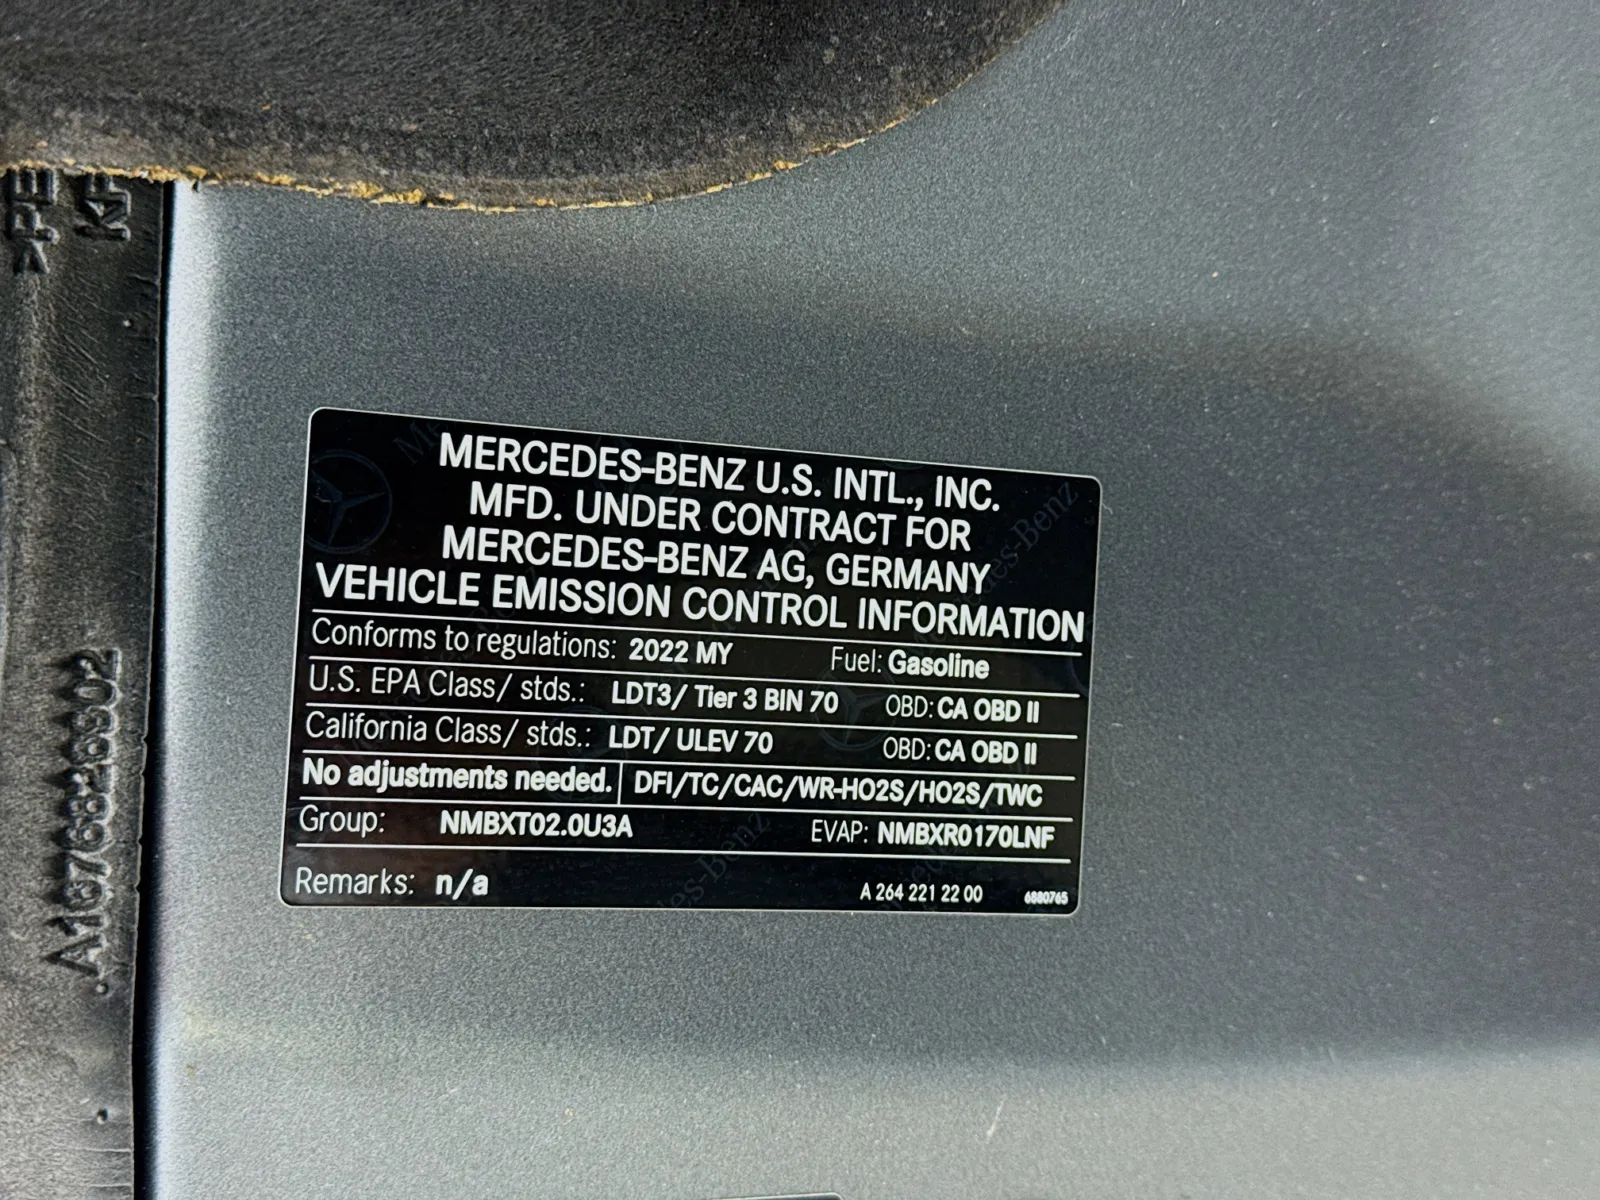 MERCEDES-BENZ U.S. INTL., INC.
MFD. UNDER CONTRACT FOR
MERCEDES-BENZ AG, GERMANY
VEHICLE EMISSION CONTROL INFORMATION
Conforms to regulations: 2022 MY Fuel: Gasoline
U.S. EPA Class/ stds.: LDT3/ Tier 3 BIN 70 OBD: CA OBD II
California Class/ stds.: LDT/ ULEV 70 OBD: CA OBD II
No adjustments needed. DFI/TC/CAC/WR-HO2S/HO2S/TWC
Group: NMBXT02.0U3A EVAP: NMBXR0170LNF
Remarks: n/a A 264 221 22 00 6880765
>PE